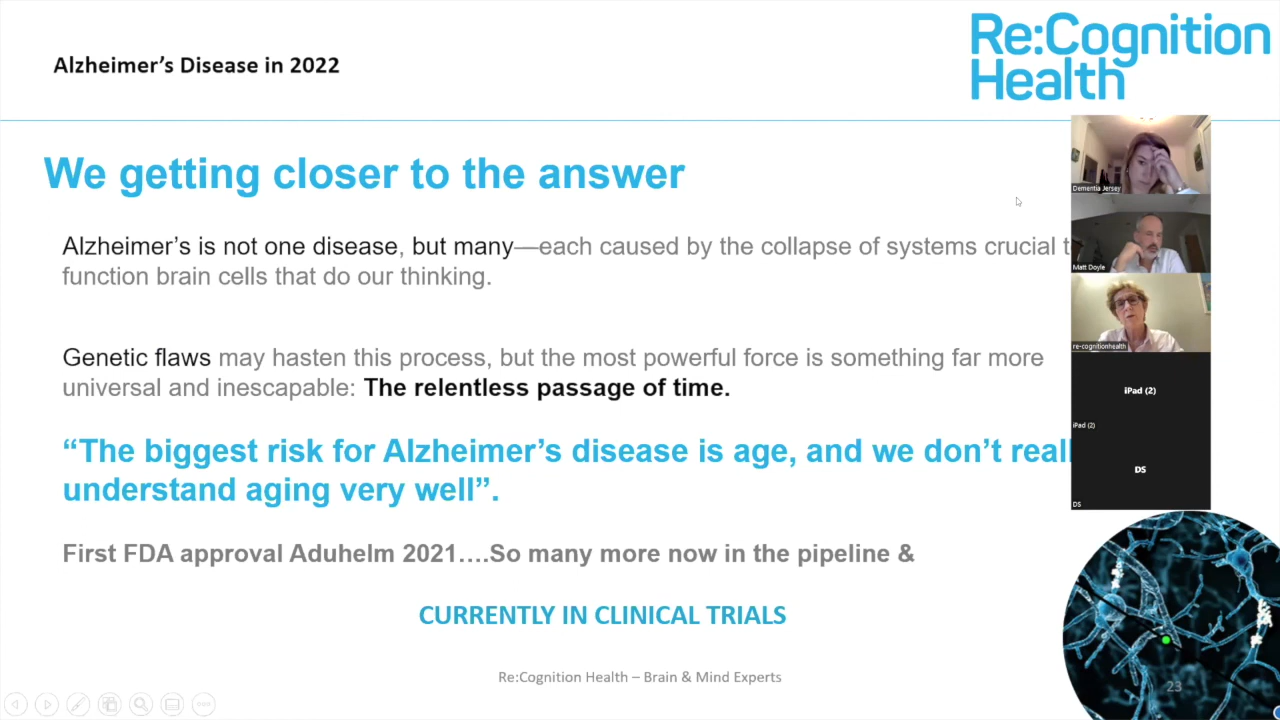 Alzheimer's Disease in 2022
Re:Cognition
Health
We getting closer to the answer
Alzheimer's is not one disease, but many—each caused by the collapse of systems crucial
function brain cells that do our thinking.
Genetic flaws may hasten this process, but the most powerful force is something far more
universal and inescapable: The relentless passage of time.
“The biggest risk for Alzheimer's disease is age, and we don't
understand aging very well”.
First FDA approval Aduhelm 2021….So many more now in the pipeline &
CURRENTLY IN CLINICAL TRIALS
Re:Cognition Health – Brain & Mind Experts
23
Dementia Jersey
Matt Doyle
re-cognitionhealth
iPad (2)
iPad (2)
DS
DS